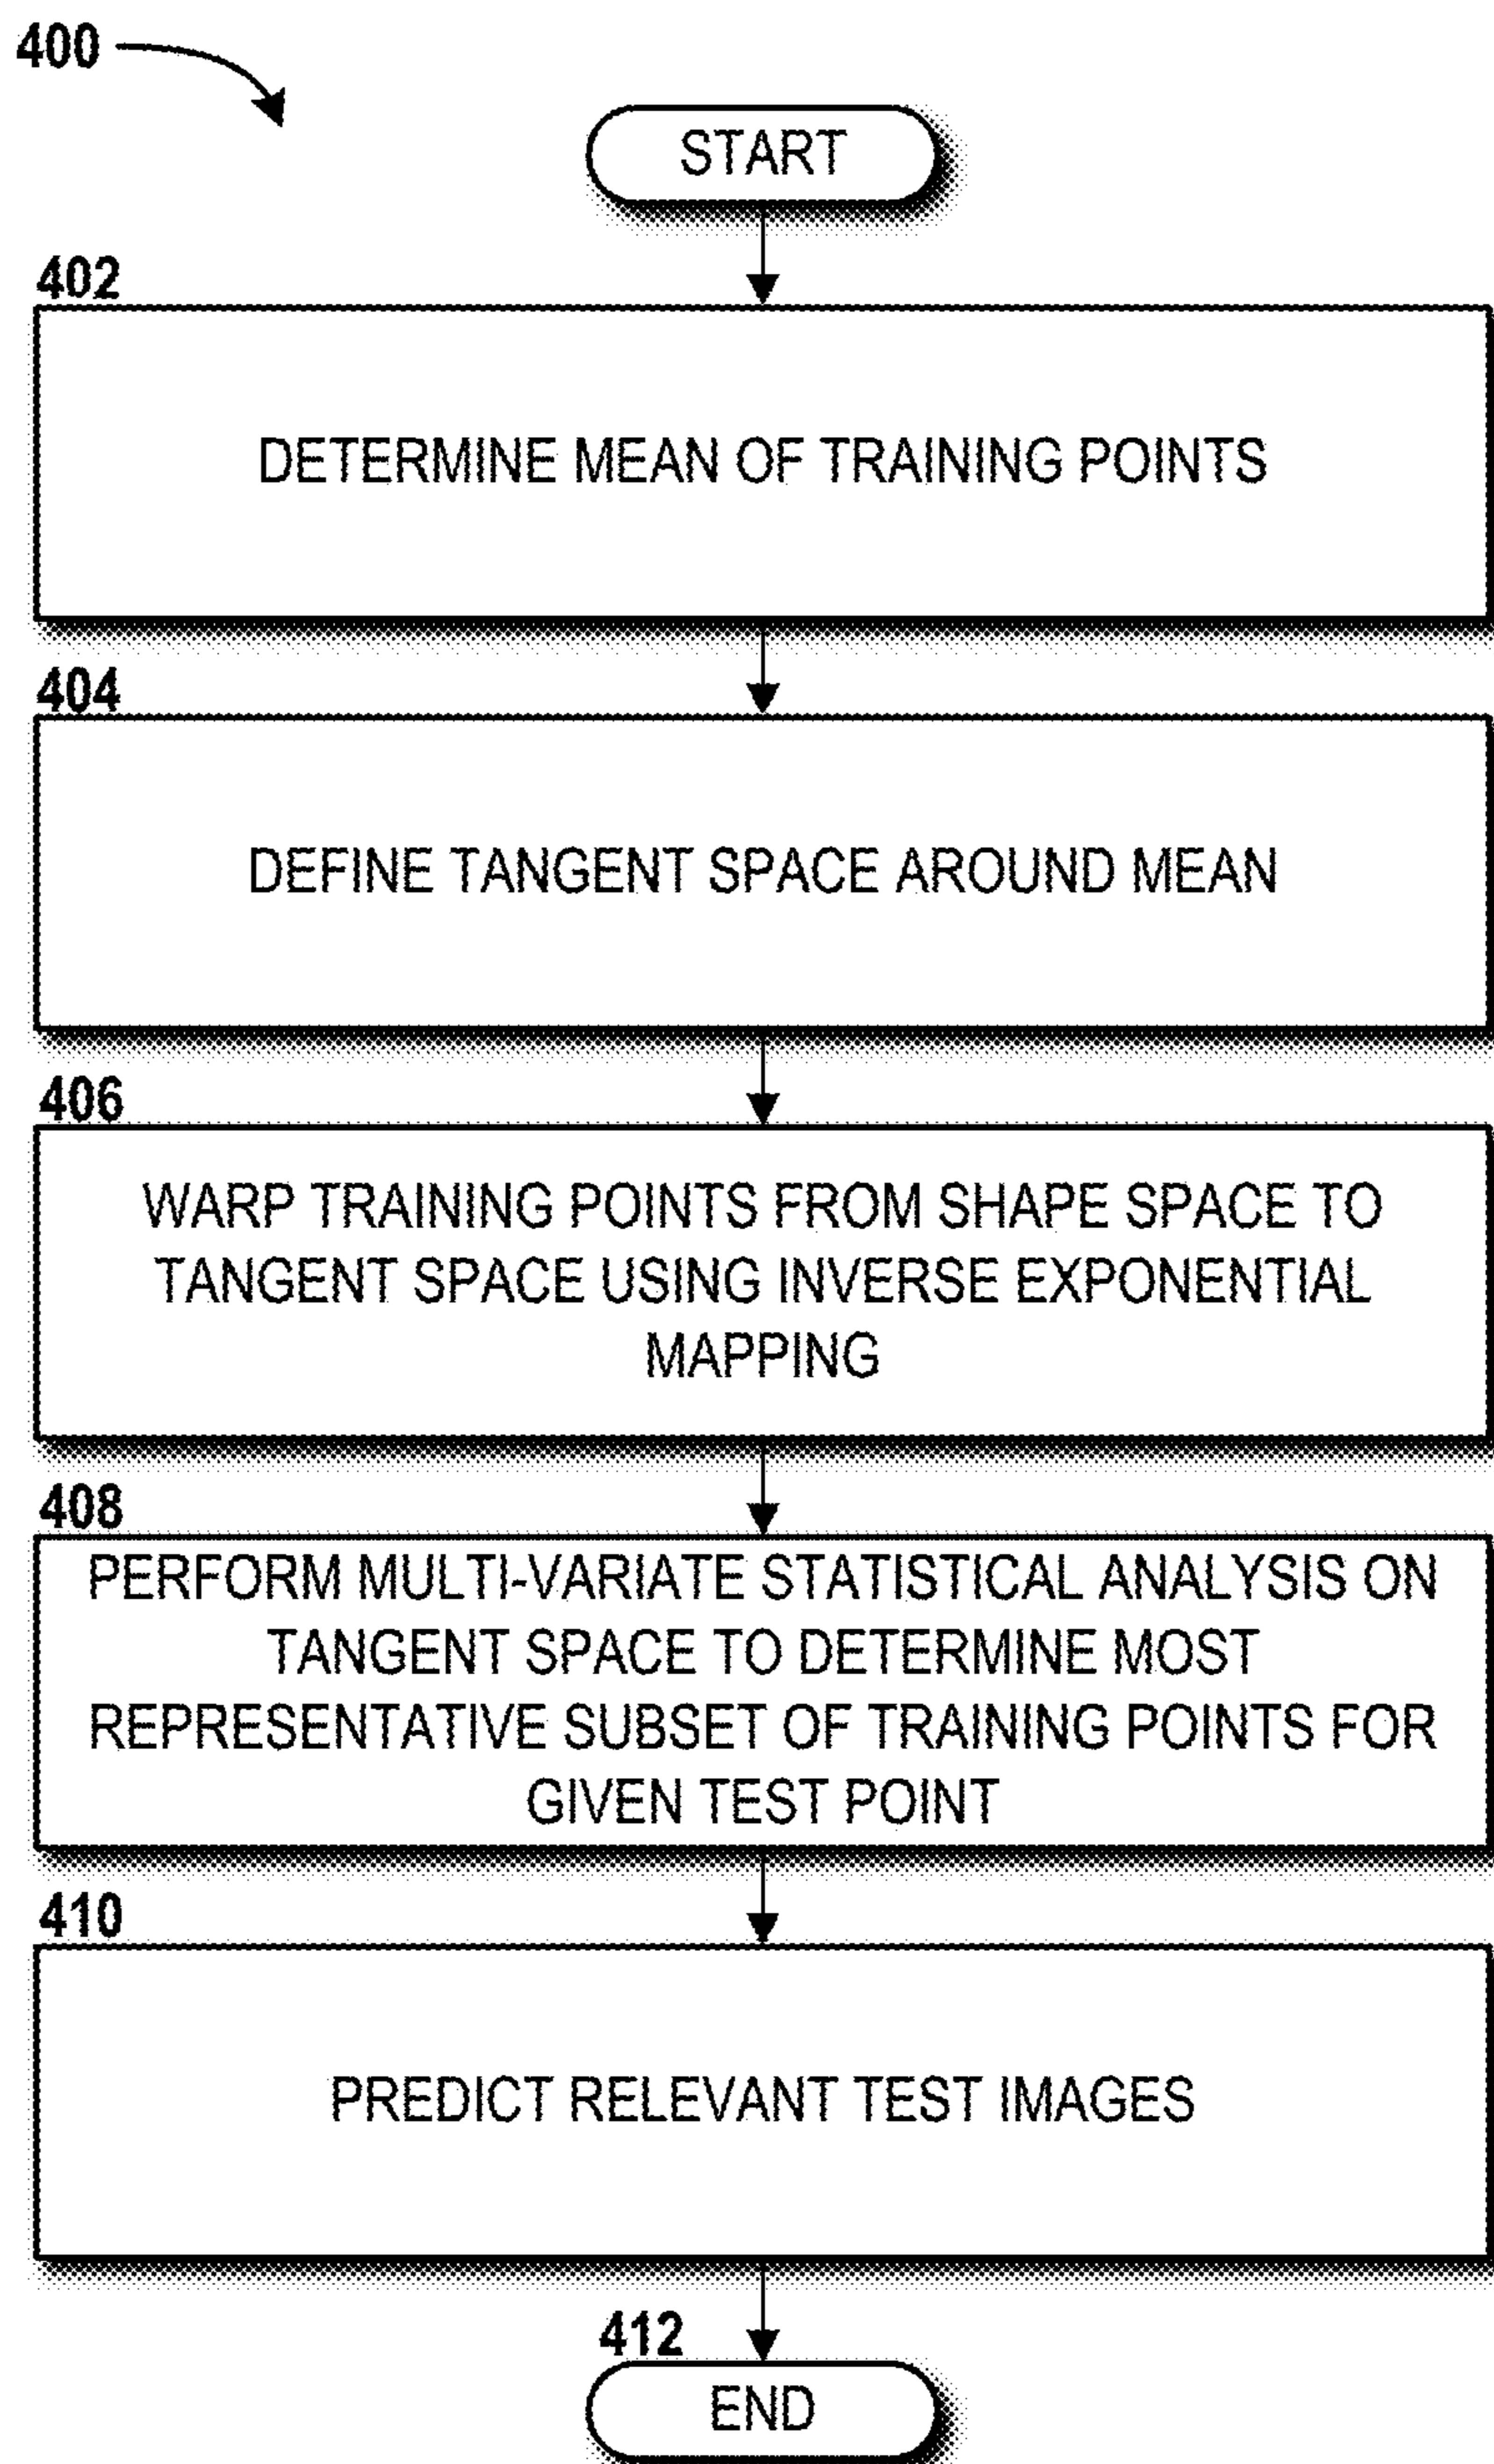 400
START
402
DETERMINE MEAN OF TRAINING POINTS
404
DEFINE TANGENT SPACE AROUND MEAN
406
WARP TRAINING POINTS FROM SHAPE SPACE TO
TANGENT SPACE USING INVERSE EXPONENTIAL
MAPPING
408
PERFORM MULTI-VARIATE STATISTICAL ANALYSIS ON
TANGENT SPACE TO DETERMINE MOST
REPRESENTATIVE SUBSET OF TRAINING POINTS FOR
GIVEN TEST POINT
410
PREDICT RELEVANT TEST IMAGES
412
END